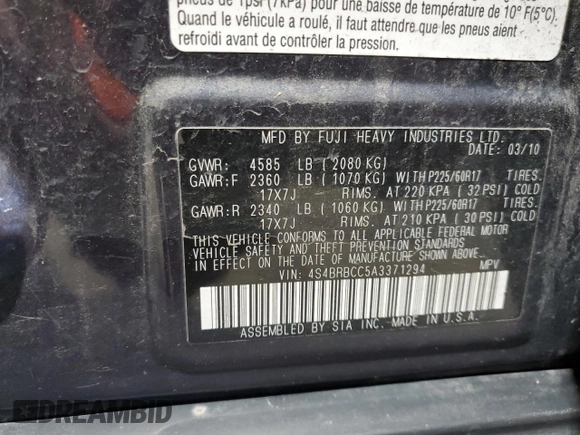 pneus de 1psi (7kPa) pour une baisse de température de 10° F(5°C).
Quand le véhicule a roulé, il faut attendre que les pneus aient
refroidi avant de contrôler la pression.
MFD BY FUJI HEAVY INDUSTRIES LTD.
DATE: 03/10
GVWR: 4585 LB (2080 KG)
GAWR:F 2360 LB (1070 KG) WITH P225/60R17 TIRES.
17X7J RIMS. AT 220 KPA (32 PSI) COLD
GAWR:R 2340 LB (1060 KG) WITH P225/60R17 TIRES.
17X7J RIMS. AT 210 KPA (30 PSI) COLD
THIS VEHICLE CONFORMS TO ALL APPLICABLE FEDERAL MOTOR
VEHICLE SAFETY AND THEFT PREVENTION STANDARDS
IN EFFECT ON THE DATE OF MANUFACTURE SHOWN ABOVE.
VIN: 4S4BRBCC5A3371294 MPV
ASSEMBLED BY SIA INC. MADE IN U.S.A.
DREAMBID